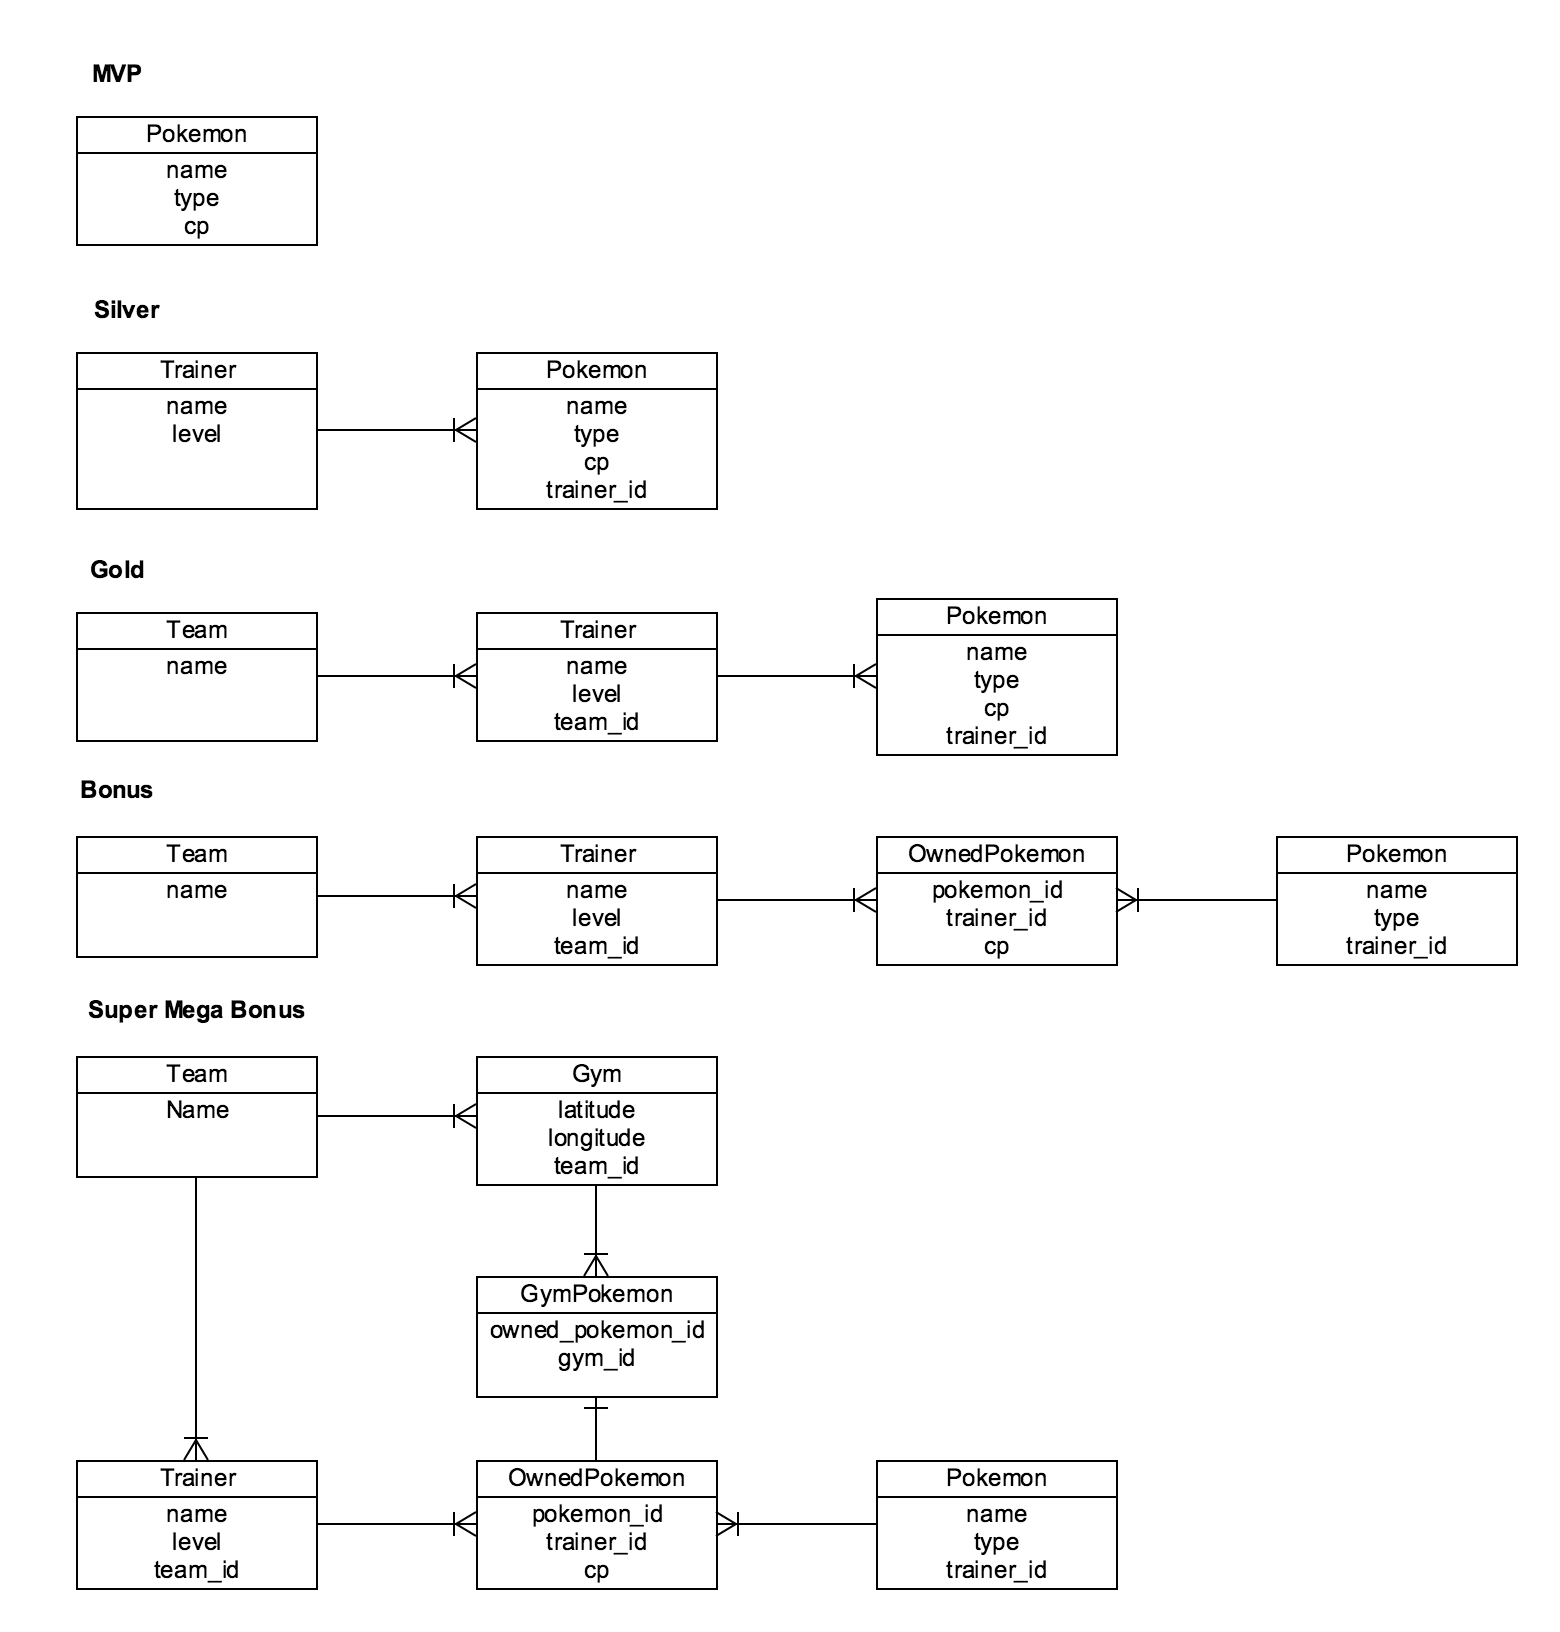 MVP
Pokemon
name
type
cp
Silver
Trainer
name
level
Pokemon
name
type
cp
trainer_id
Gold
Team
name
Trainer
name
level
team_id
Pokemon
name
type
cp
trainer_id
Bonus
Team
name
Trainer
name
level
team_id
OwnedPokemon
pokemon_id
trainer_id
cp
Pokemon
name
type
trainer_id
Super Mega Bonus
Team
Name
Gym
latitude
longitude
team_id
GymPokemon
owned_pokemon_id
gym_id
Trainer
name
level
team_id
OwnedPokemon
pokemon_id
trainer_id
cp
Pokemon
name
type
trainer_id